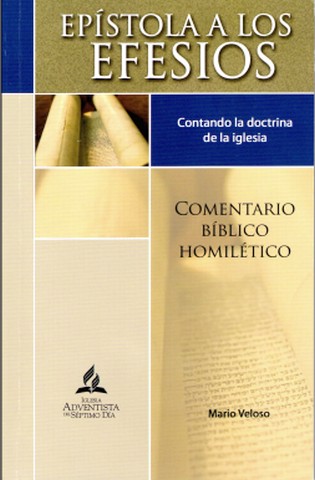 EPÍSTOLA A LOS
EFESIOS
Contando la doctrina
de la iglesia
COMENTARIO
BÍBLICO
HOMILÉTICO
IGLESIA
ADVENTISTA
DEL SÉPTIMO DÍA
Mario Veloso